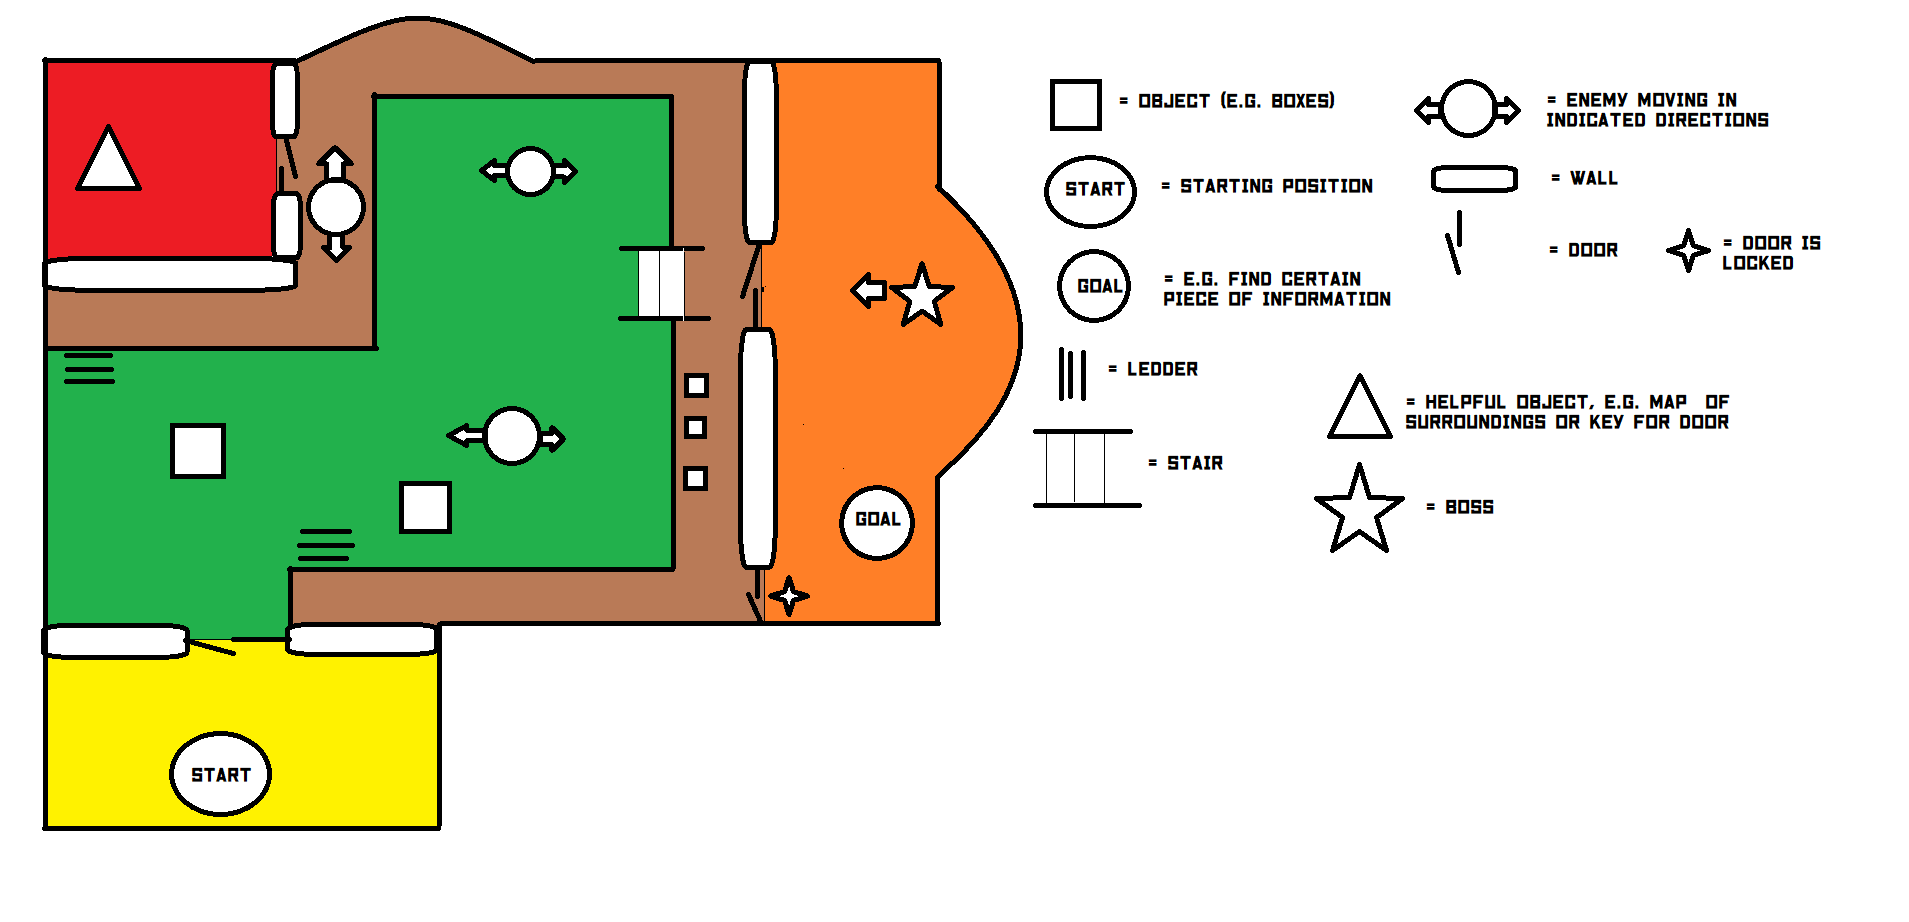 START
GOAL
= OBJECT (E.G. BOXES)
START = STARTING POSITION
GOAL = E.G. FIND CERTAIN
PIECE OF INFORMATION
= LEDDER
= STAIR
= ENEMY MOVING IN
INDICATED DIRECTIONS
= WALL
= DOOR
= DOOR IS
LOCKED
= HELPFUL OBJECT, E.G. MAP OF
SURROUNDINGS OR KEY FOR DOOR
= BOSS